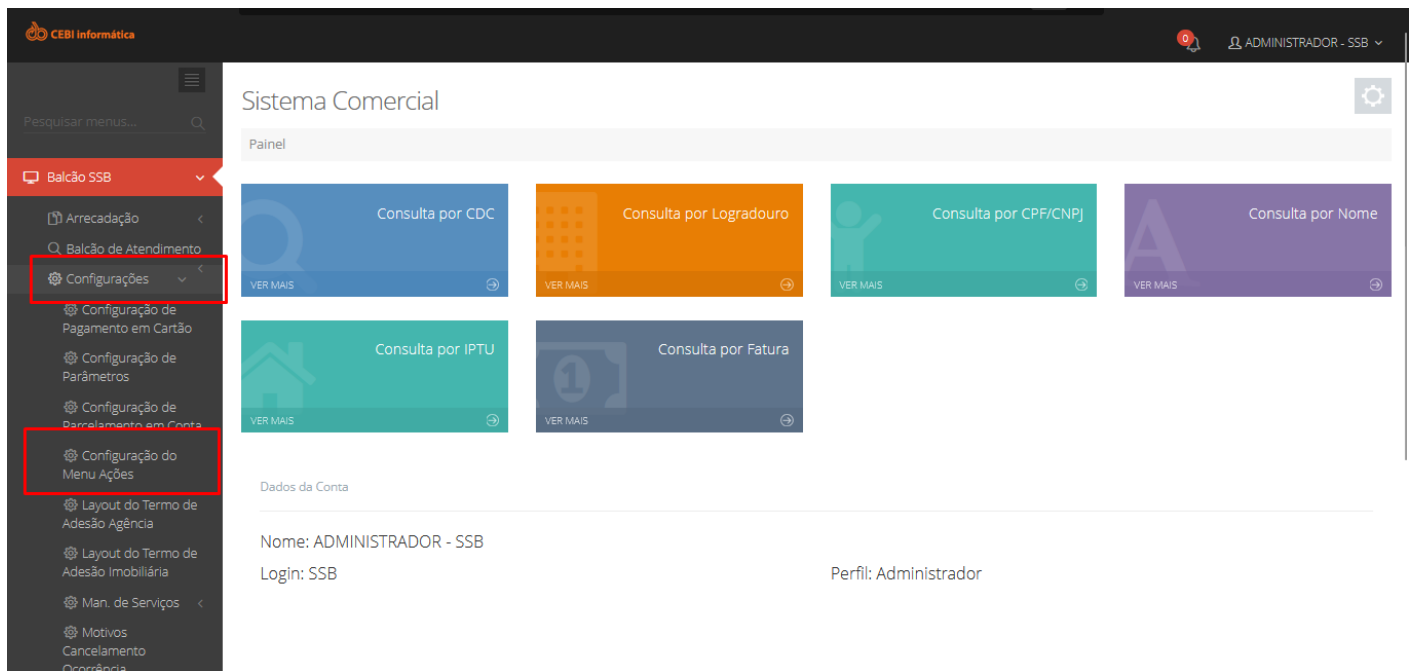 CEBI informática
0
ADMINISTRADOR - SSB
Pesquisar menus...
Sistema Comercial
Painel
Balcão SSB
Arrecadação
Balcão de Atendimento
Configurações
Configuração de
Pagamento em Cartão
Configuração de
Parâmetros
Configuração de
Parcelamento em Conta
Configuração do
Menu Ações
Layout do Termo de
Adesão Agência
Layout do Termo de
Adesão Imobiliária
Man. de Serviços
Motivos
Cancelamento
Ocorrência
Consulta por CDC
VER MAIS
Consulta por Logradouro
VER MAIS
Consulta por CPF/CNPJ
VER MAIS
A
Consulta por Nome
VER MAIS
Consulta por IPTU
VER MAIS
1
Consulta por Fatura
VER MAIS
Dados da Conta
Nome: ADMINISTRADOR - SSB
Login: SSB
Perfil: Administrador